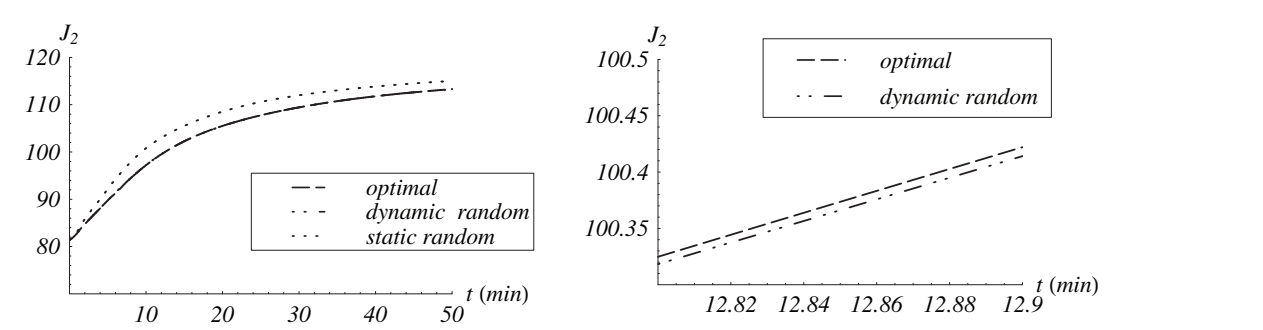 J2
120
110
100
90
80
10 20 30 40 50
t (min)
optimal
dynamic random
static random
J2
100.5
100.45
100.4
100.35
12.82 12.84 12.86 12.88 12.9
t (min)
optimal
dynamic random